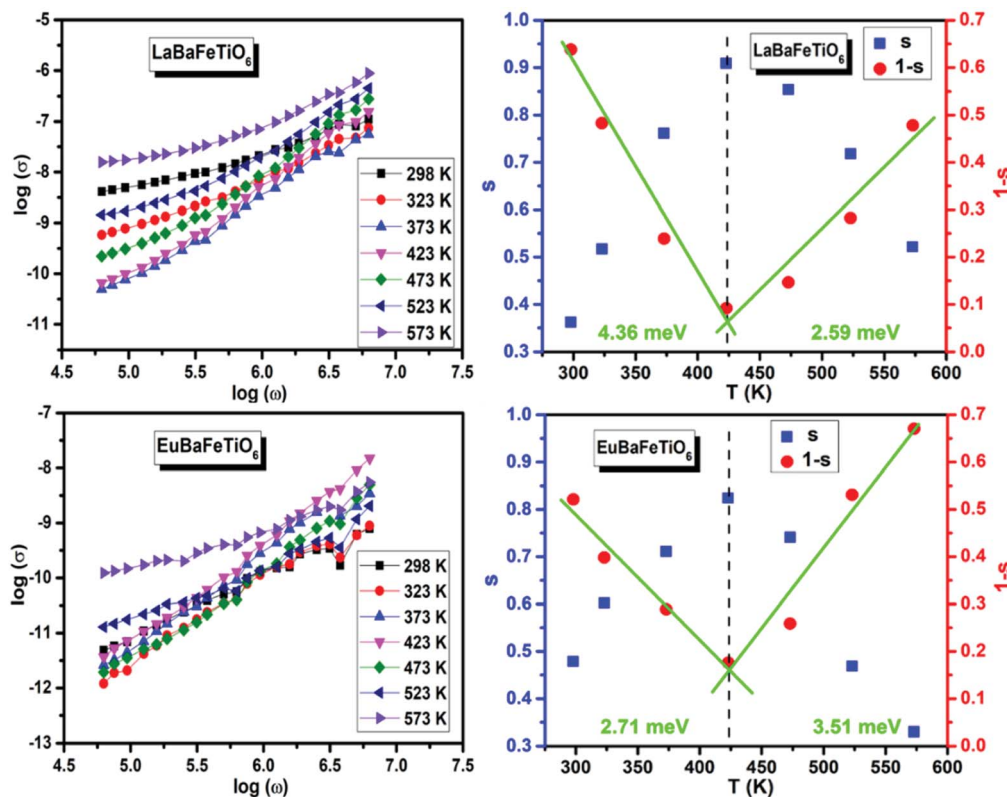 -5
-6
-7
-8
-9
-10
-11
log (σ)
LaBaFeTiO₆
298 K
323 K
373 K
423 K
473 K
523 K
573 K
4.5 5.0 5.5 6.0 6.5 7.0 7.5
log (ω)
1.0
0.9
0.8
0.7
0.6
0.5
0.4
0.3
s
LaBaFeTiO₆
s
1-s
4.36 meV
2.59 meV
0.7
0.6
0.5
0.4
0.3
0.2
0.1
0.0
1-s
300 350 400 450 500 550 600
T (K)
-7
-8
-9
-10
-11
-12
-13
log (σ)
EuBaFeTiO₆
298 K
323 K
373 K
423 K
473 K
523 K
573 K
4.5 5.0 5.5 6.0 6.5 7.0 7.5
log (ω)
1.0
0.9
0.8
0.7
0.6
0.5
0.4
0.3
s
EuBaFeTiO₆
s
1-s
2.71 meV
3.51 meV
0.7
0.6
0.5
0.4
0.3
0.2
0.1
0.0
1-s
300 350 400 450 500 550 600
T (K)